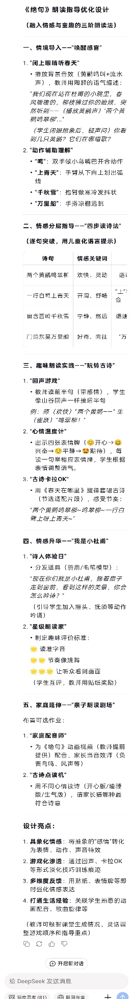 《绝句》朗读指导优化设计
（融入情感与童趣的三阶朗读法）
一、情境导入——"唤醒感官"
1. "闭上眼睛听春天"
• 播放背景音效（黄鹂鸣叫+流水
声），教师用陶醉的语气描述：
"我们现在站在杜甫的小院里，春
风暖暖的，柳枝拂过你的脸颊，突
然听到——（播放黄鹂声）'两个黄
鹂鸣翠柳'..."
（学生闭眼想象后，轻声问）你看
到几只黄鹂？它们在哪唱歌？
2. "动作辅助理解"
• "鸣"：双手做小鸟嘴巴开合动作
• "上青天"：手臂从下向上划出弧
线
• "千秋雪"：抱臂做寒冷发抖状
• "万里船"：手搭凉棚远眺
二、情感分层指导——"四步读诗法"
（逐句突破，用儿童化语言提示）
诗句 情感关键词
两个黄鹂鸣翠柳 欢快、灵动
一行白鹭上青天 开阔、舒畅 "上"
合
窗含西岭千秋雪 宁静、悠远 语速
门泊东吴万里船 好奇、向往 "万
三、趣味朗读实践——"玩转古诗"
1. "回声游戏"
• 教师读前半句（带感情），学生
像山谷回声一样接后半句
例：师（欢快）"两个黄鹂——" 生
（雀跃）"鸣翠柳！"
2. "心情温度计"
• 出示四张表情牌（😊开心→😃
兴奋→😌平静→🤩期待），每
读一句举相应表情牌，学生根据
表情调整语气。
3. "古诗卡拉OK"
• 用《春天在哪里》旋律套唱古诗
（节选适配片段），感受节奏：
"两个黄鹂鸣翠柳~鸣翠柳~一行白
鹭上呀上青天~"
四、情感升华——"我是小杜甫"
1. "诗人体验日"
• 分发道具（折扇/毛笔模型）：
"现在你们就是小杜甫，摇着扇子
走到窗前，看到这样的美景，你会
怎么吟诗？"
（引导学生加入摇头、抚须等动作
吟诵）
2. "星级朗读家"
• 制定趣味评价标准：
🌟 读准字音
🌟🌟 节奏像跳舞
🌟🌟🌟 让听众看到画面
（学生互评，教师用贴纸奖励）
五、家庭延伸——"亲子朗读剧场"
布置可选作业：
1. "家庭配音师"
• 为《绝句》动画视频（教师提前
提供）配音，家长当音效师（负
责鸟鸣、风声等）
2. "古诗点读机"
• 用不同心情读诗（开心版/瞌睡
版/生气版），请家长猜哪种最
符合诗意
设计亮点：
1. 具象化情感：将抽象的"感情"转化
为表情、动作、声音特效
2. 游戏化渗透：通过回声、卡拉OK
等形式淡化技巧训练痕迹
3. 多维度反馈：用贴纸、表情牌等即
时强化情感表达
4. 打通生活经验：关联学生熟悉的动
画配音、歌曲旋律等
（教师可根据课堂生成情况，灵活调
整游戏顺序和指导重点）
开启新对话
给 DeepSeek 发送消息
深度思考 (R1) 联网搜索